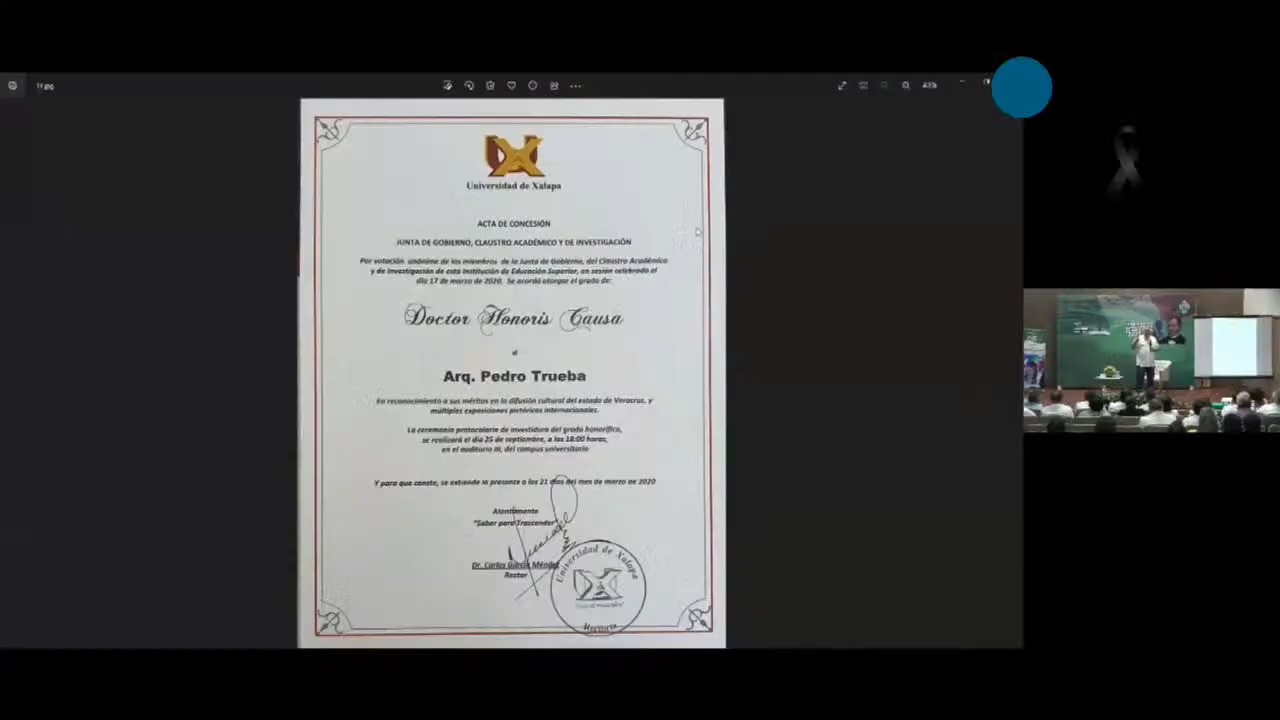 Universidad de Xalapa
ACTA DE CONCESIÓN
JUNTA DE GOBIERNO, CLAUSTRO ACADÉMICO Y DE INVESTIGACIÓN
Por votación unánime de los miembros de la Junta de Gobierno, del Claustro Académico
y de Investigación de esta Institución de Educación Superior, en sesión celebrada el
día 17 de marzo de 2020. Se acordó otorgar el grado de:
Doctor Honoris Causa
al
Arq. Pedro Trueba
En reconocimiento a sus méritos en la difusión cultural del estado de Veracruz, y
múltiples exposiciones pictóricas internacionales.
La ceremonia protocolaria de investidura del grado honorífico,
se realizará el día 25 de septiembre, a las 18:00 horas,
en el auditorio III, del campus universitario
Y para que conste, se extiende la presente a los 21 días del mes de marzo de 2020
Atentamente
"Saber para Trascender"
Dr. Carlos García Méndez
Rector
Universidad de Xalapa
Rectoría